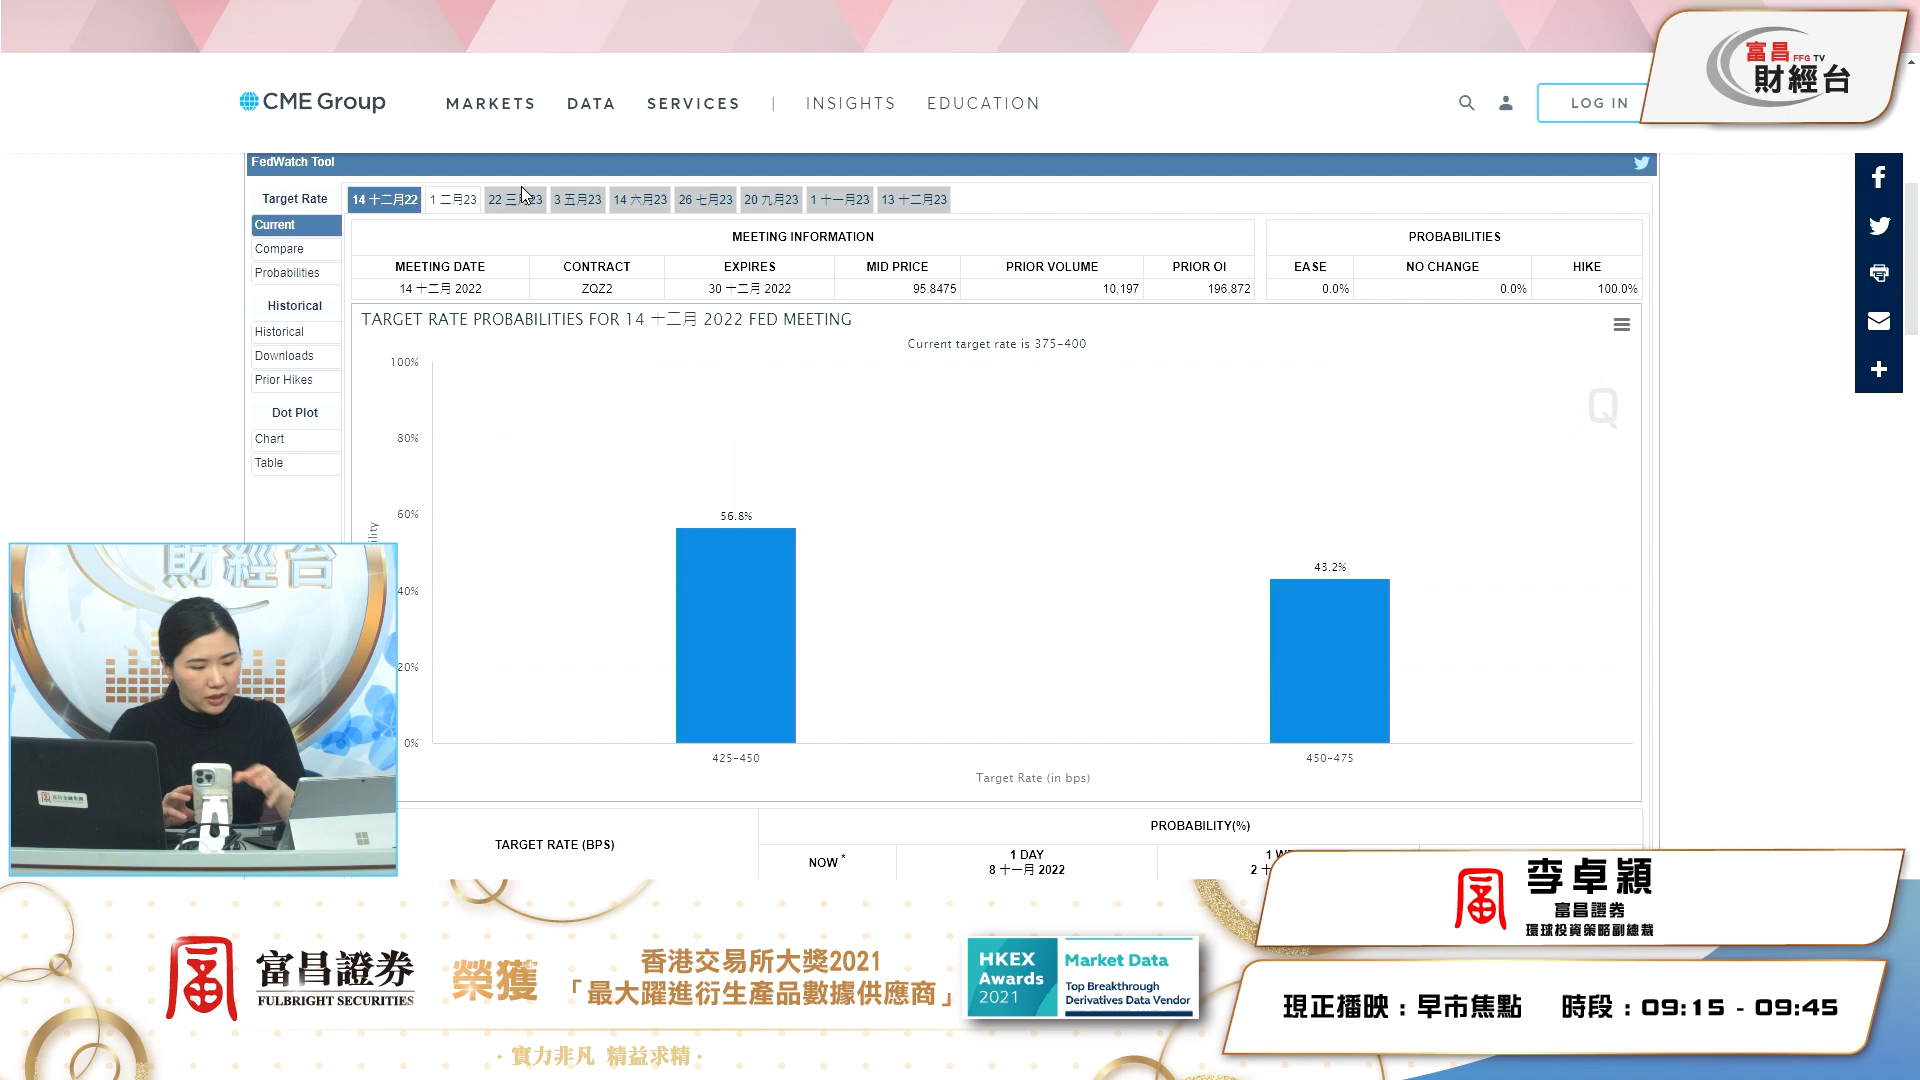 富昌 FFG TV
財經台
CME Group
MARKETS DATA SERVICES | INSIGHTS EDUCATION
LOG IN
FedWatch Tool
Target Rate
Current
Compare
Probabilities
Historical
Historical
Downloads
Prior Hikes
Dot Plot
Chart
Table
14 十二月22 1 二月23 22 三月23 3 五月23 14 六月23 26 七月23 20 九月23 1 十一月23 13 十二月23
MEETING INFORMATION
MEETING DATE CONTRACT EXPIRES MID PRICE PRIOR VOLUME PRIOR OI
14 十二月 2022 ZQZ2 30 十二月 2022 95.8475 10,197 196,872
PROBABILITIES
EASE NO CHANGE HIKE
0.0% 0.0% 100.0%
TARGET RATE PROBABILITIES FOR 14 十二月 2022 FED MEETING
Current target rate is 375-400
100%
80%
60%
40%
20%
0%
Q
56.8%
43.2%
425-450
450-475
Target Rate (in bps)
TARGET RATE (BPS)
PROBABILITY(%)
NOW *
1 DAY
8 十一月 2022
財經台
李卓穎
富昌證券
環球投資策略副總裁
富昌證券
FULBRIGHT SECURITIES
榮獲
香港交易所大獎2021
「最大躍進衍生產品數據供應商」
HKEX
Awards
2021
Market Data
Top Breakthrough
Derivatives Data Vendor
現正播映：早市焦點 時段：09:15 - 09:45
· 實力非凡 精益求精 ·